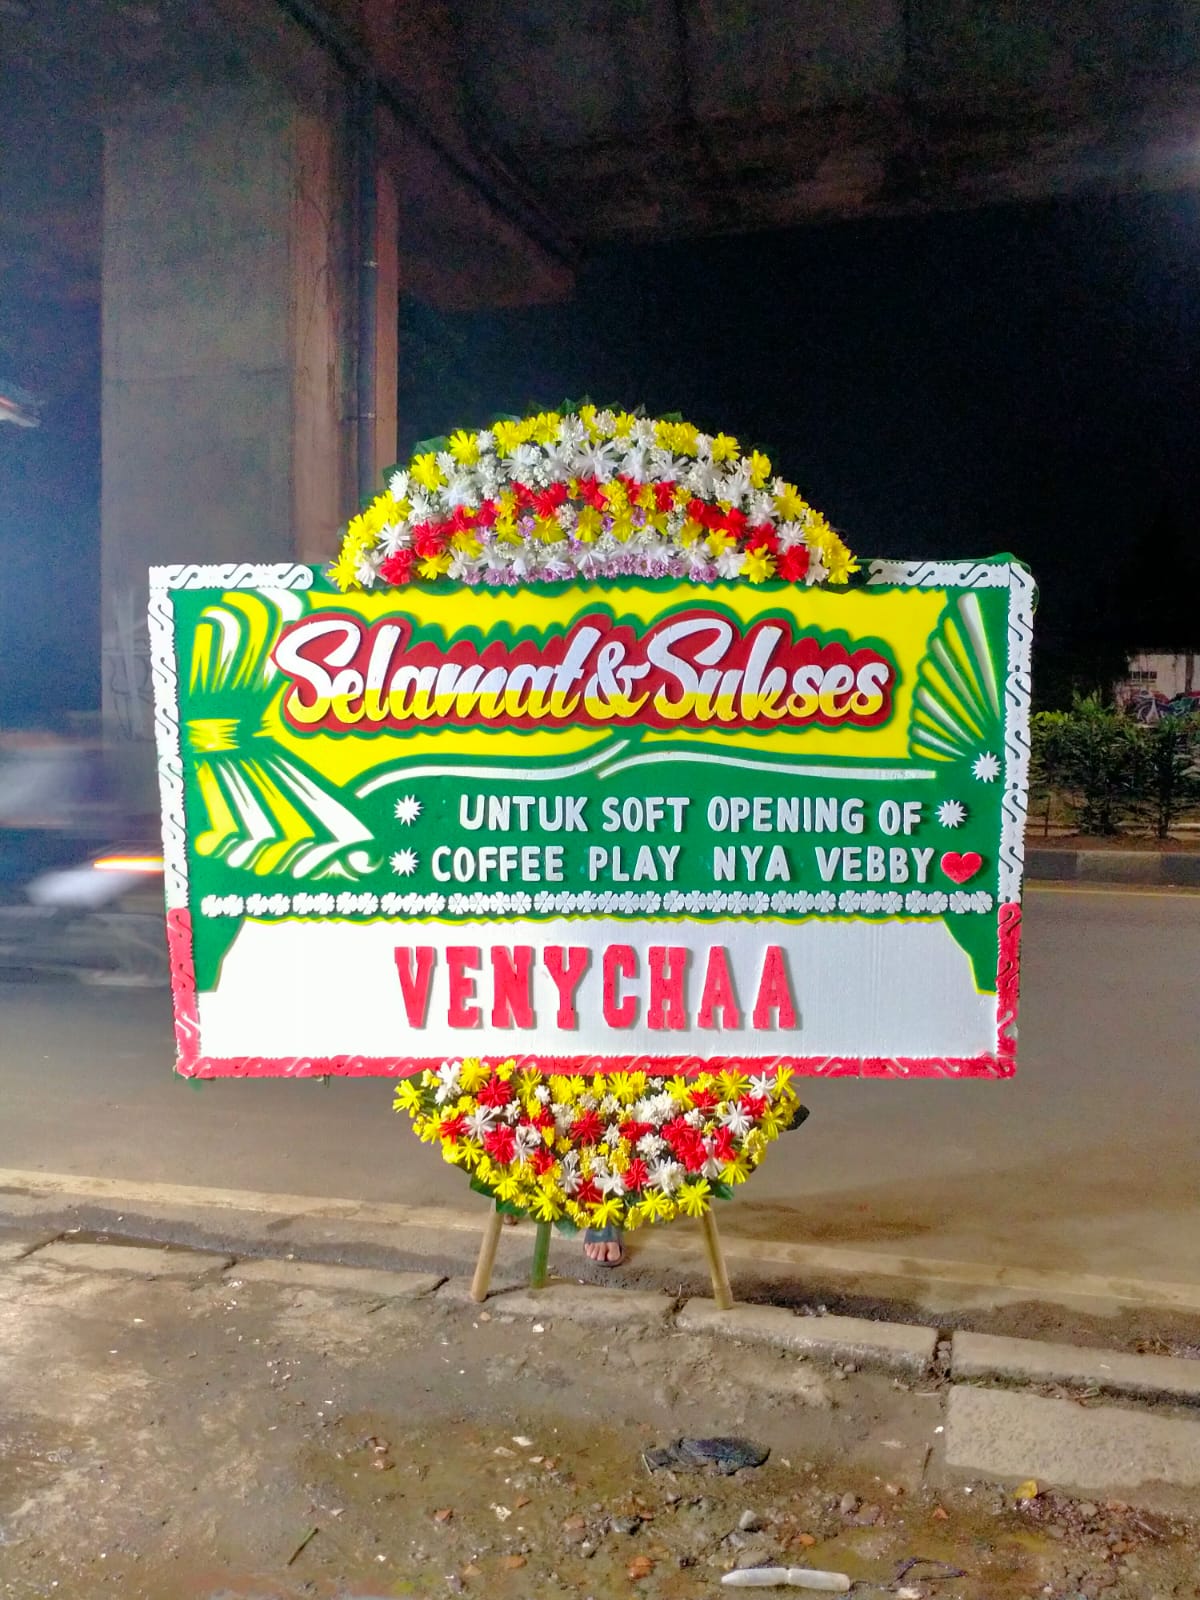 Selamat & Sukses
UNTUK SOFT OPENING OF
COFFEE PLAY NYA VEBBY
VENYCHAA